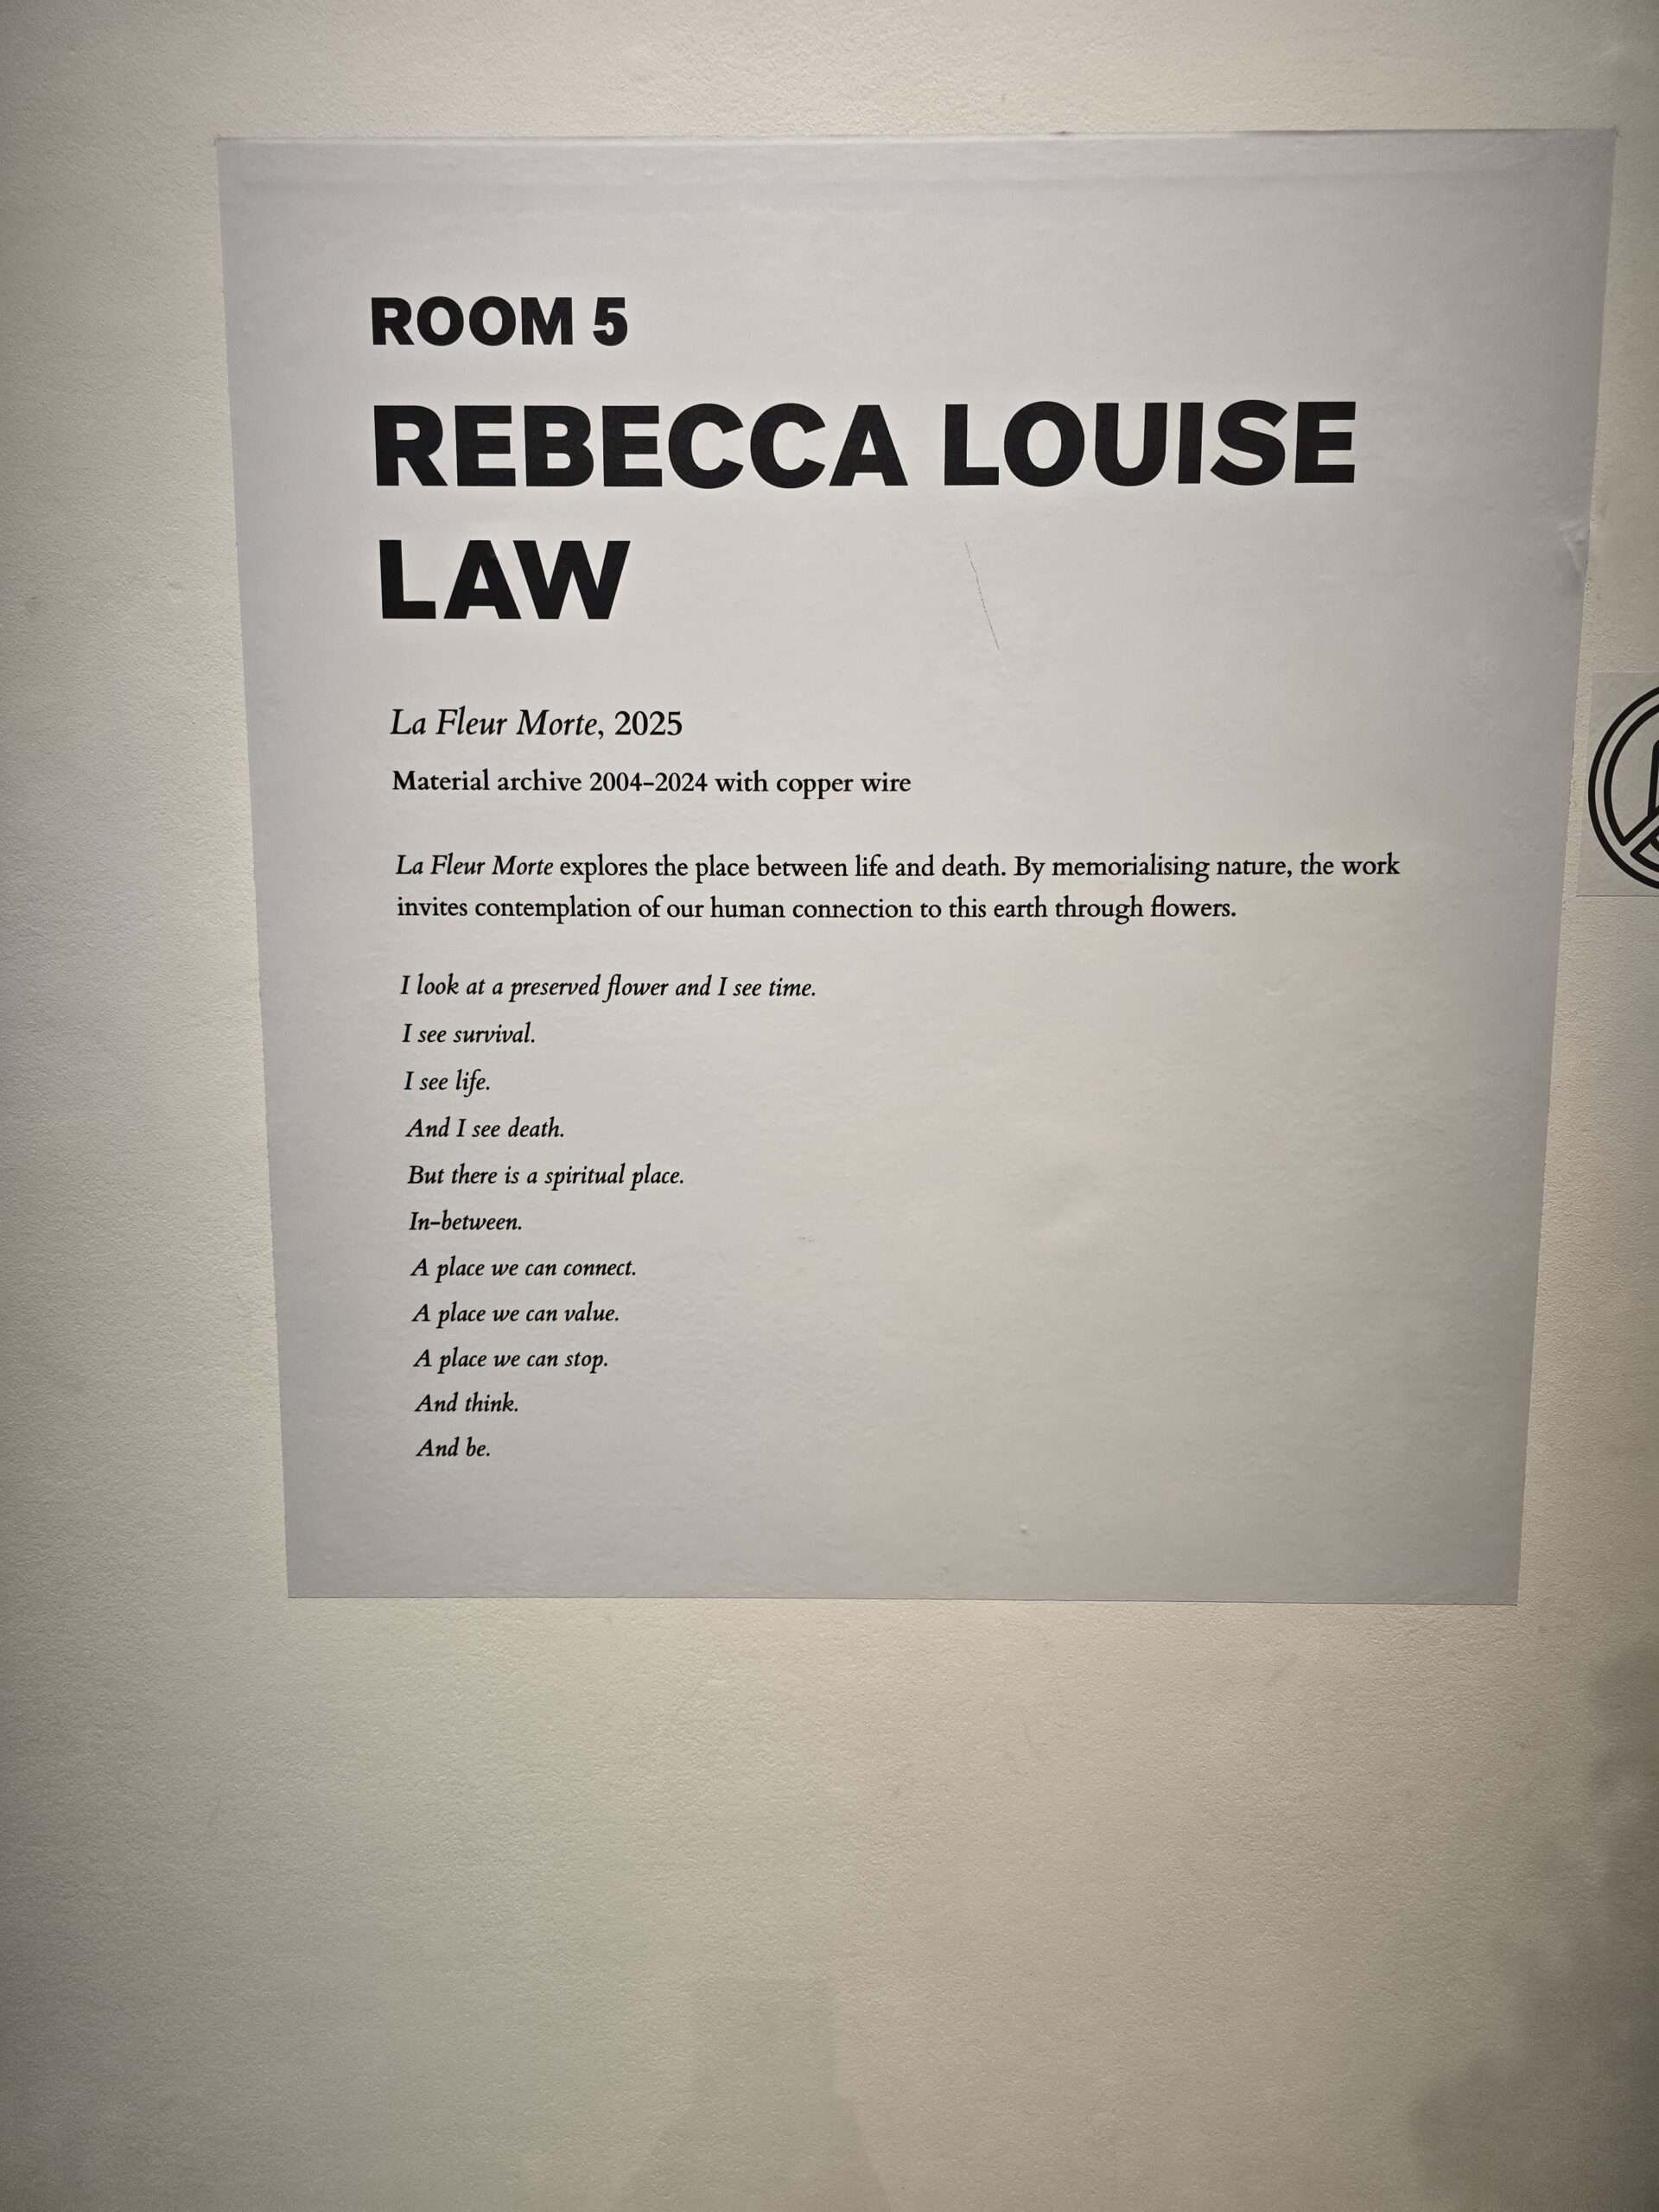 ROOM 5
REBECCA LOUISE
LAW
La Fleur Morte, 2025
Material archive 2004–2024 with copper wire
La Fleur Morte explores the place between life and death. By memorialising nature, the work
invites contemplation of our human connection to this earth through flowers.
I look at a preserved flower and I see time.
I see survival.
I see life.
And I see death.
But there is a spiritual place.
In-between.
A place we can connect.
A place we can value.
A place we can stop.
And think.
And be.